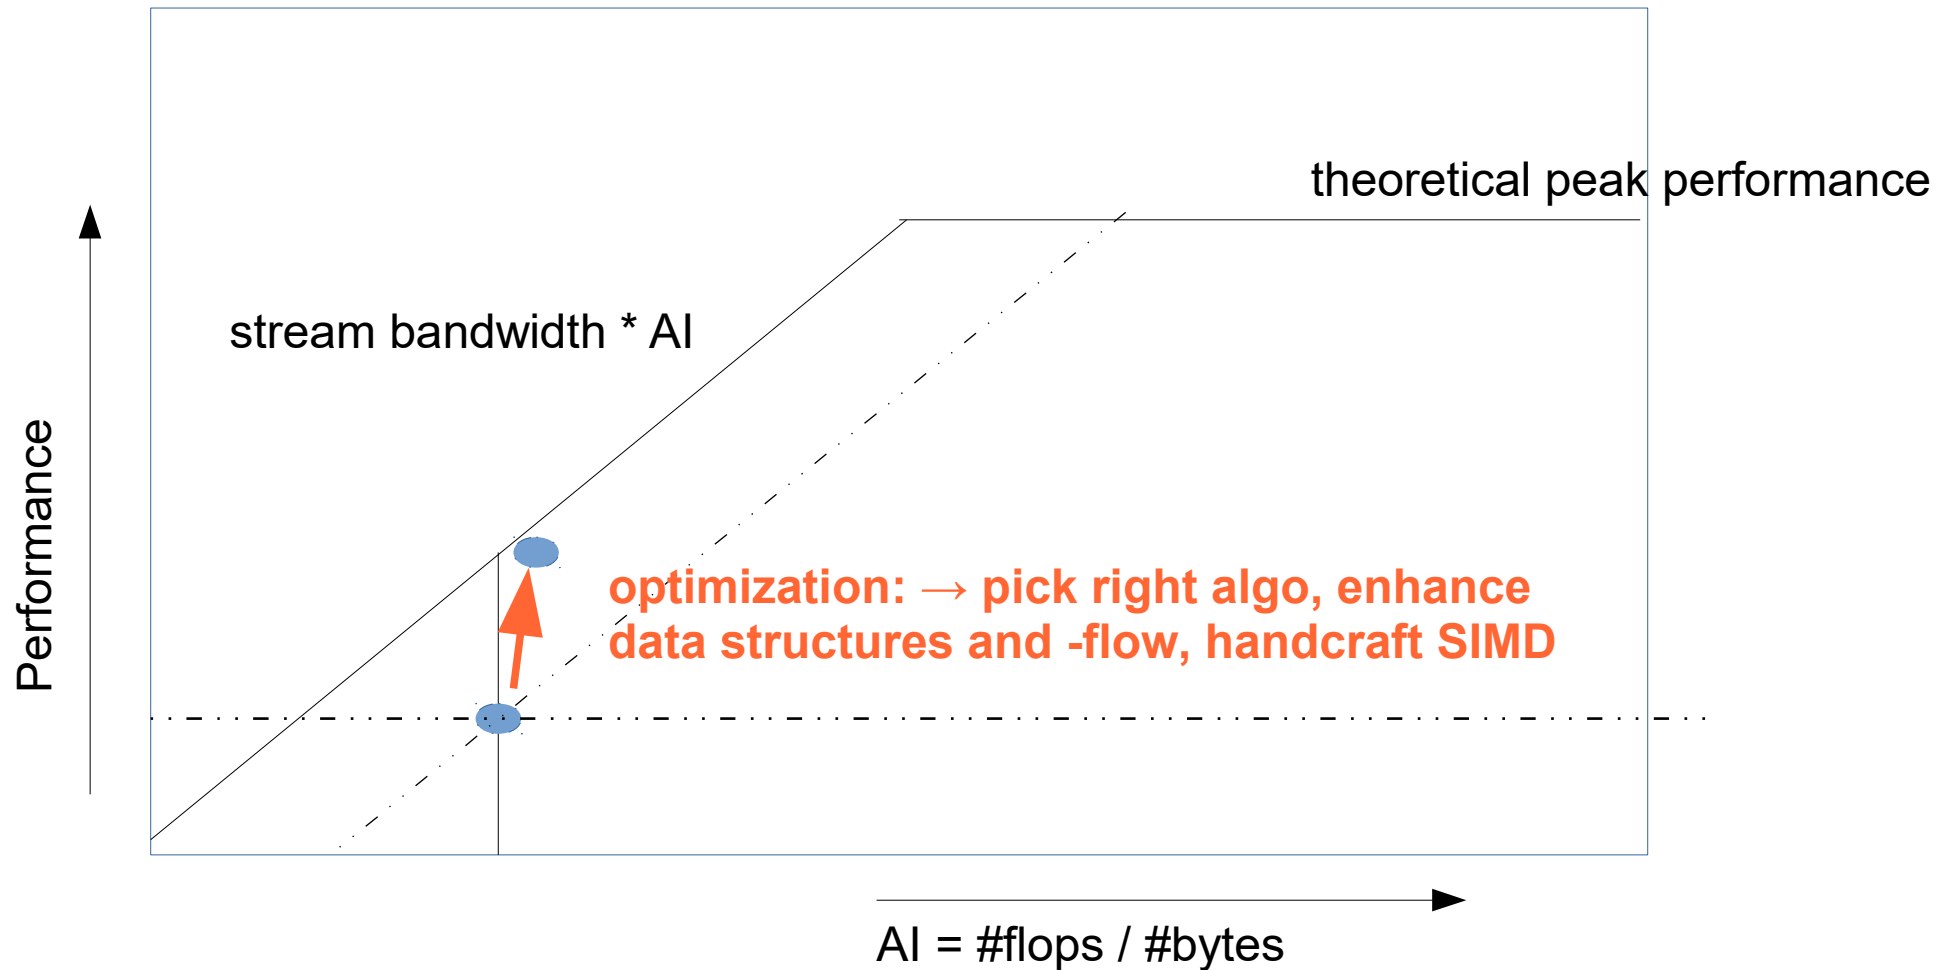 theoretical peak performance
stream bandwidth * AI
Performance
optimization: → pick right algo, enhance
data structures and -flow, handcraft SIMD
AI = #flops / #bytes